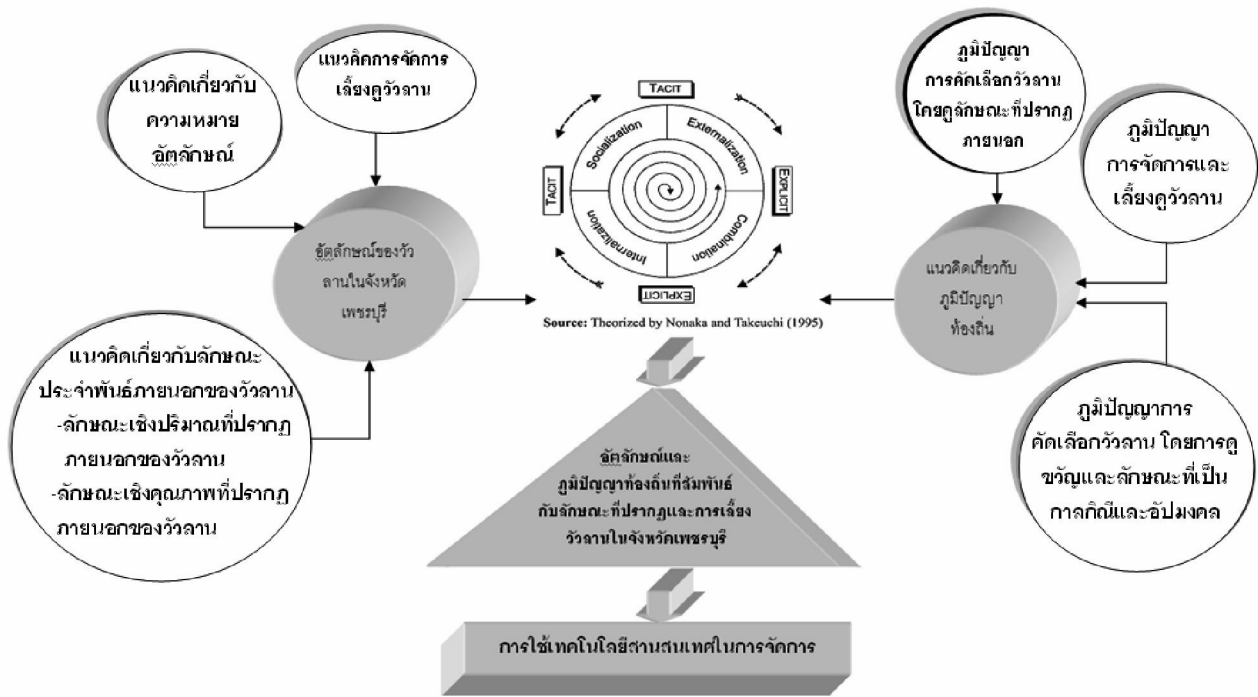 แนวคิดเกี่ยวกับ
ความหมาย
อัตลักษณ์
แนวคิดการจัดการ
เลี้ยงดูวัวลาน
อัตลักษณ์ของวัว
ลานในจังหวัด
เพชรบุรี
แนวคิดเกี่ยวกับลักษณะ
ประจำพันธ์ภายนอกของวัวลาน
-ลักษณะเชิงปริมาณที่ปรากฏ
ภายนอกของวัวลาน
-ลักษณะเชิงคุณภาพที่ปรากฏ
ภายนอกของวัวลาน
TACIT
Socialization
Externalization
TACIT
EXPLICIT
Internalization
Combination
EXPLICIT
Source: Theorized by Nonaka and Takeuchi (1995)
ภูมิปัญญา
การคัดเลือกวัวลาน
โดยดูลักษณะที่ปรากฏ
ภายนอก
ภูมิปัญญา
การจัดการและ
เลี้ยงดูวัวลาน
แนวคิดเกี่ยวกับ
ภูมิปัญญา
ท้องถิ่น
ภูมิปัญญาการ
คัดเลือกวัวลาน โดยการดู
ขวัญและลักษณะที่เป็น
กาลกิณีและอัปมงคล
อัตลักษณ์และ
ภูมิปัญญาท้องถิ่นที่สัมพันธ์
กับลักษณะที่ปรากฏและการเลี้ยง
วัวลานในจังหวัดเพชรบุรี
การใช้เทคโนโลยีสานสนเทศในการจัดการ